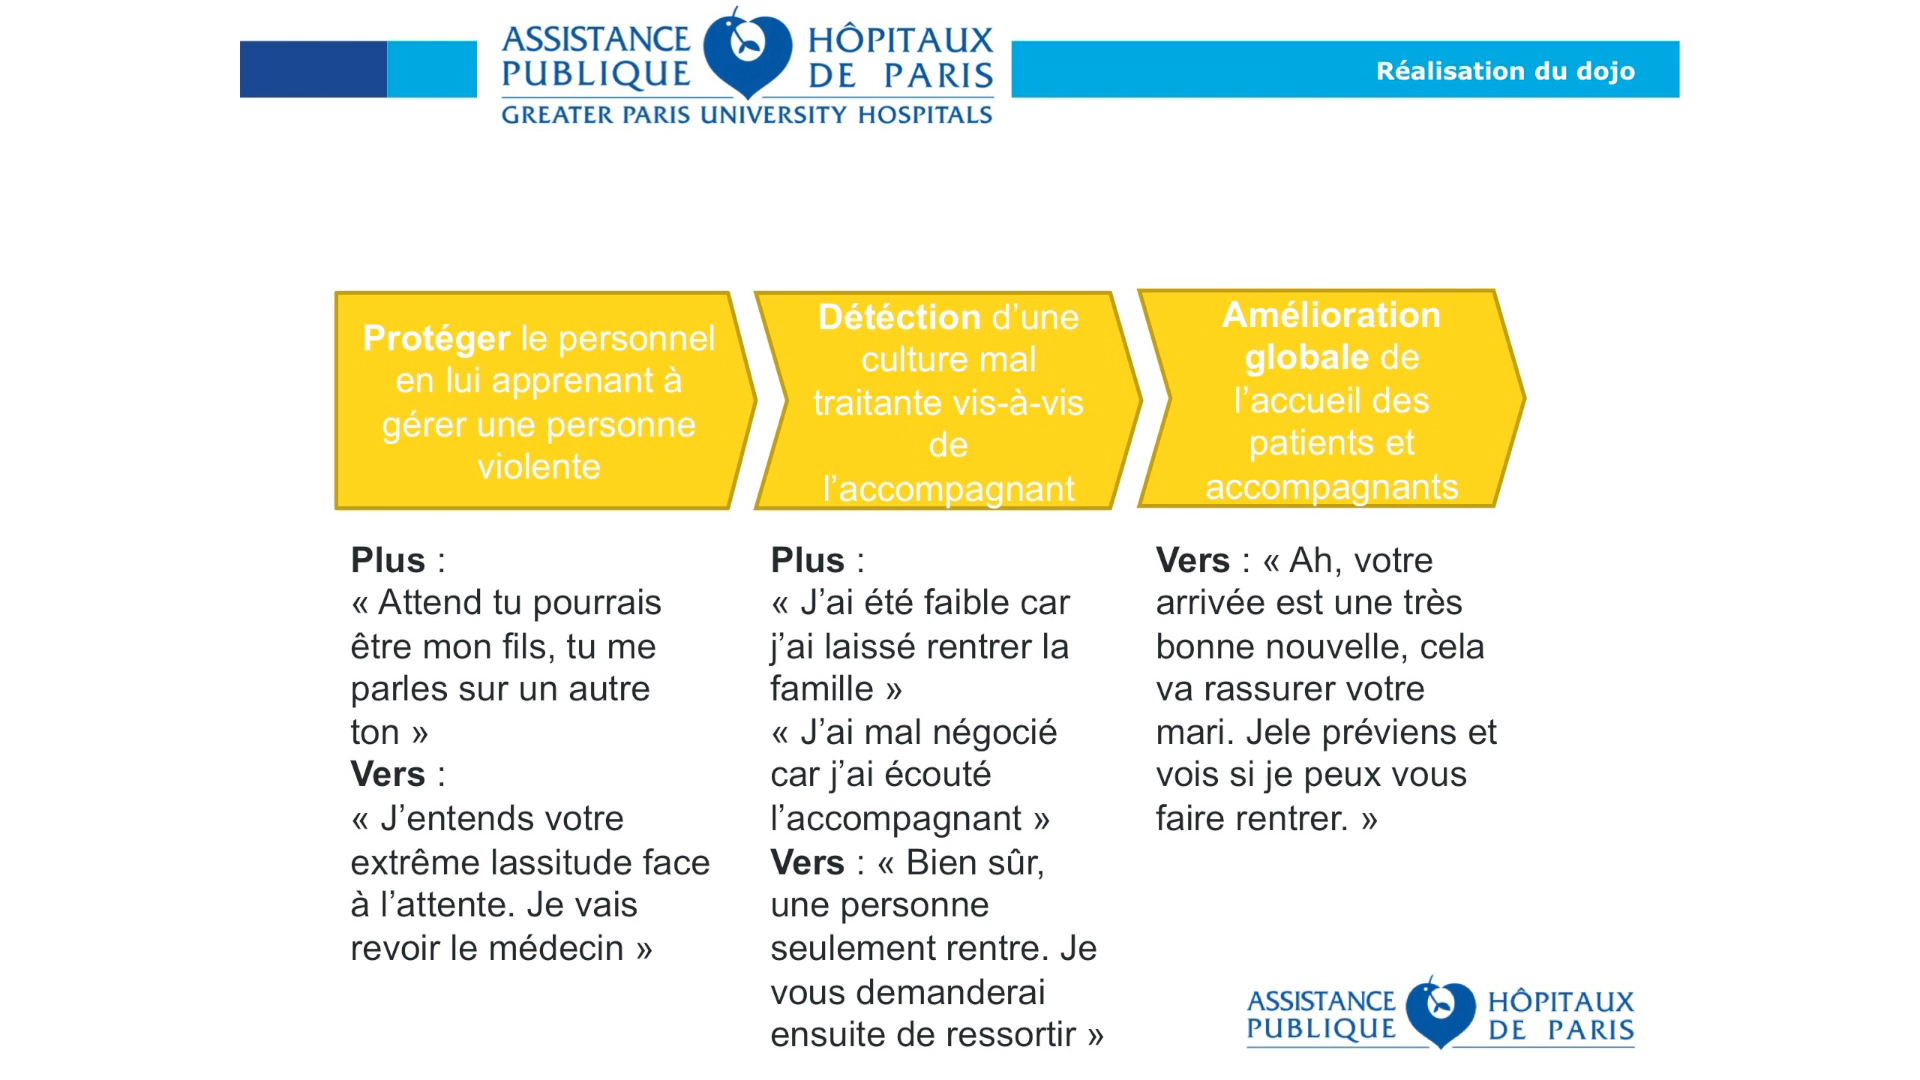 ASSISTANCE HÔPITAUX
PUBLIQUE DE PARIS
GREATER PARIS UNIVERSITY HOSPITALS
Réalisation du dojo
Protéger le personnel
en lui apprenant à
gérer une personne
violente
Détéction d’une
culture mal
traitante vis-à-vis
de
l’accompagnant
Amélioration
globale de
l’accueil des
patients et
accompagnants
Plus :
« Attend tu pourrais
être mon fils, tu me
parles sur un autre
ton »
Vers :
« J’entends votre
extrême lassitude face
à l’attente. Je vais
revoir le médecin »
Plus :
« J’ai été faible car
j’ai laissé rentrer la
famille »
« J’ai mal négocié
car j’ai écouté
l’accompagnant »
Vers : « Bien sûr,
une personne
seulement rentre. Je
vous demanderai
ensuite de ressortir »
Vers : « Ah, votre
arrivée est une très
bonne nouvelle, cela
va rassurer votre
mari. Jele préviens et
vois si je peux vous
faire rentrer. »
ASSISTANCE HÔPITAUX
PUBLIQUE DE PARIS